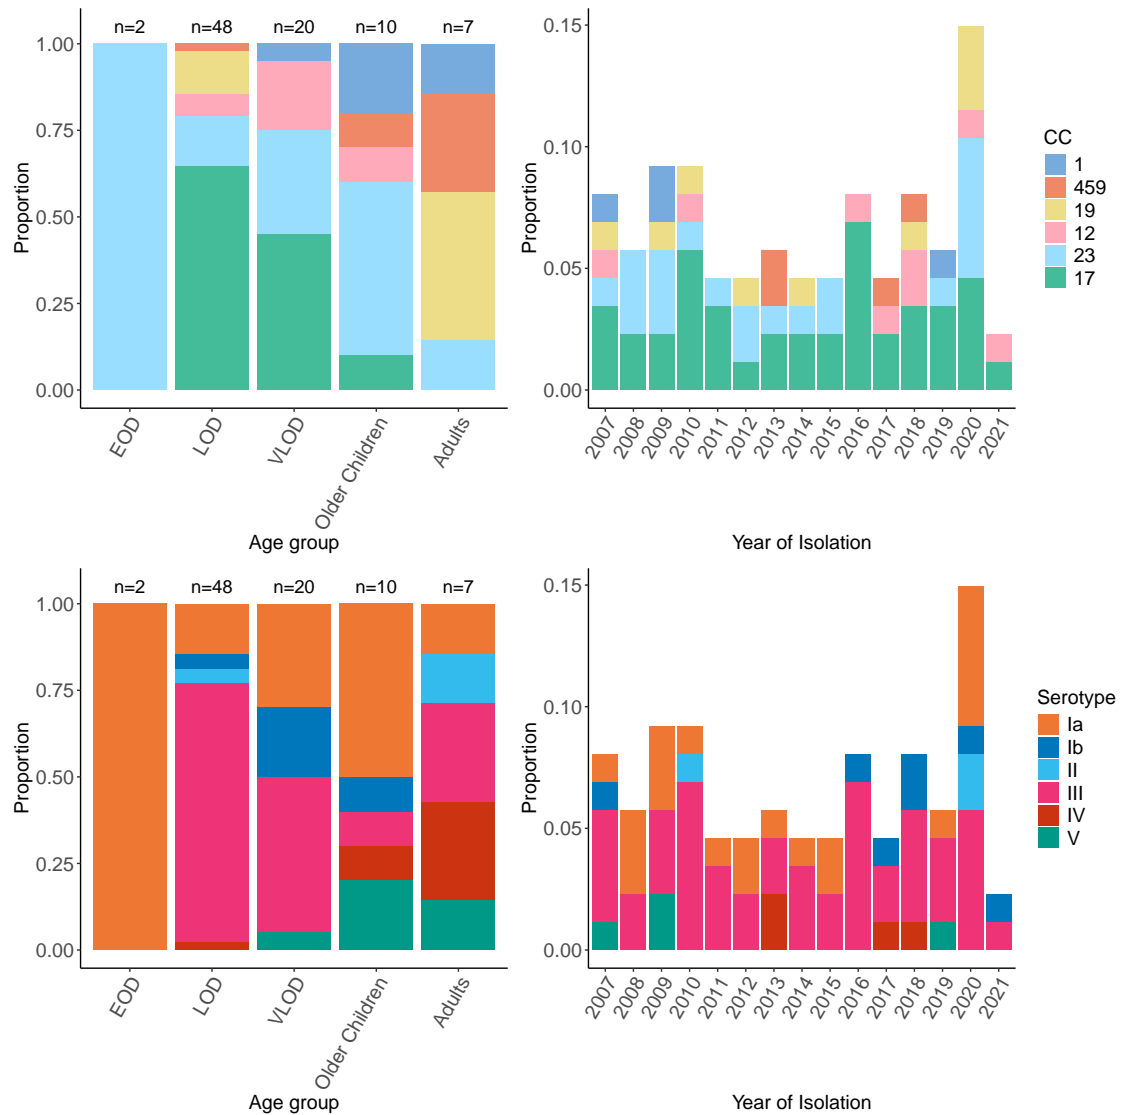 n=2 n=48 n=20 n=10 n=7
1.00
0.75
0.50
0.25
0.00
Proportion
EOD LOD VLOD Older Children Adults
Age group
0.15
0.10
0.05
0.00
Proportion
2007 2008 2009 2010 2011 2012 2013 2014 2015 2016 2017 2018 2019 2020 2021
Year of Isolation
CC
1
459
19
12
23
17
n=2 n=48 n=20 n=10 n=7
1.00
0.75
0.50
0.25
0.00
Proportion
EOD LOD VLOD Older Children Adults
Age group
0.15
0.10
0.05
0.00
Proportion
2007 2008 2009 2010 2011 2012 2013 2014 2015 2016 2017 2018 2019 2020 2021
Year of Isolation
Serotype
Ia
Ib
II
III
IV
V